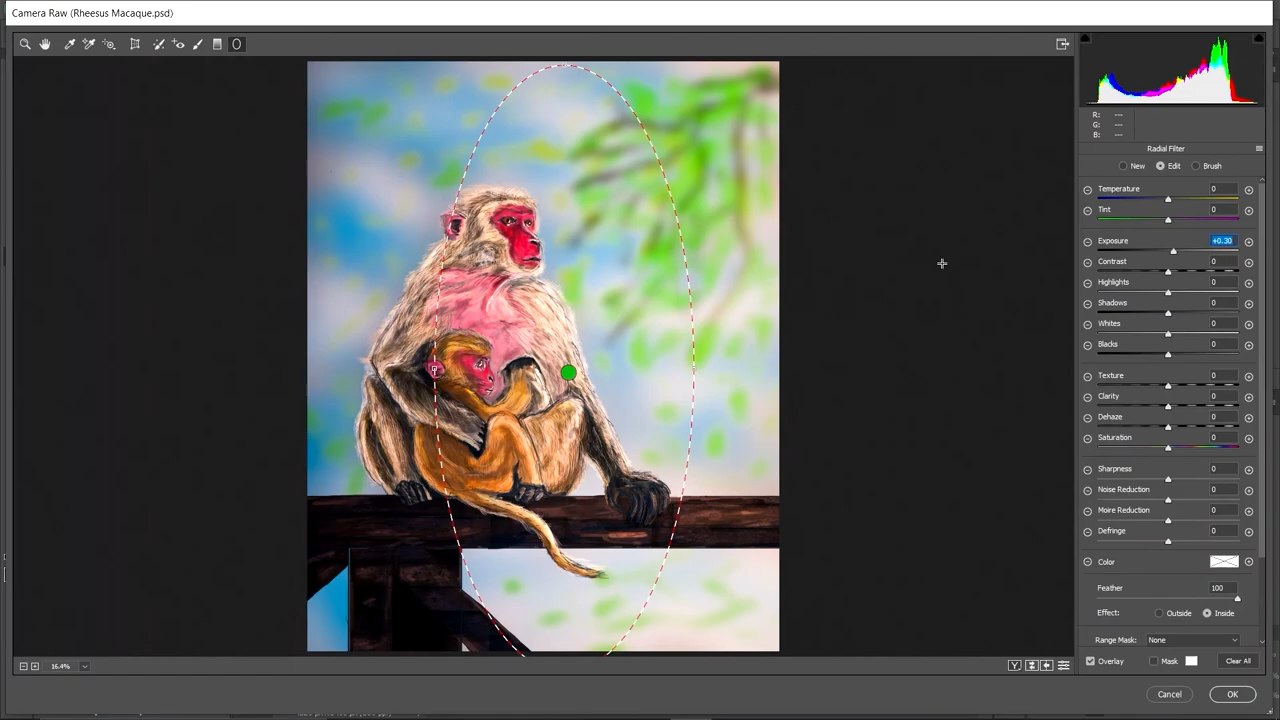 Camera Raw (Rheesus Macaque.psd)
R: ---
G: ---
B: ---
Radial Filter
New Edit Brush
Temperature 0
Tint 0
Exposure +0.30
Contrast 0
Highlights 0
Shadows 0
Whites 0
Blacks 0
Texture 0
Clarity 0
Dehaze 0
Saturation 0
Sharpness 0
Noise Reduction 0
Moire Reduction 0
Defringe 0
Color
Feather 100
Effect: Outside Inside
Range Mask: None
16.4% Y Overlay Mask Clear All
Cancel OK